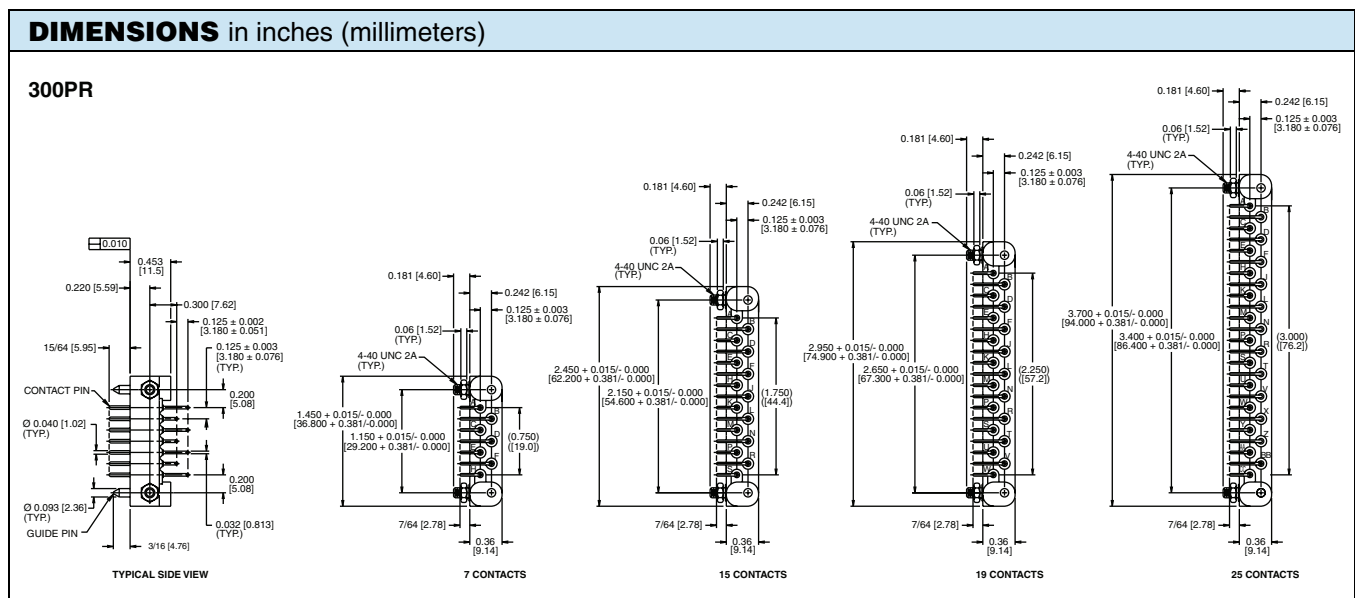 DIMENSIONS in inches (millimeters)
300PR
0.010
0.453
[11.5]
0.220 [5.59]
0.300 [7.62]
0.125 ± 0.002
[3.180 ± 0.051]
15/64 [5.95]
0.125 ± 0.003
[3.180 ± 0.076]
(TYP.)
0.200
[5.08]
CONTACT PIN
Ø 0.040 [1.02]
(TYP.)
0.200
[5.08]
Ø 0.093 [2.36]
(TYP.)
GUIDE PIN
0.032 [0.813]
(TYP.)
3/16 [4.76]
TYPICAL SIDE VIEW
0.181 [4.60]
0.242 [6.15]
0.125 ± 0.003
[3.180 ± 0.076]
0.06 [1.52]
(TYP.)
4-40 UNC 2A
(TYP.)
1.450 + 0.015/- 0.000
[36.800 + 0.381/-0.000]
1.150 + 0.015/- 0.000
[29.200 + 0.381/- 0.000]
(0.750)
([19.0])
A
B
C
D
E
F
H
7/64 [2.78]
0.36
[9.14]
7 CONTACTS
0.181 [4.60]
0.242 [6.15]
0.125 ± 0.003
[3.180 ± 0.076]
0.06 [1.52]
(TYP.)
4-40 UNC 2A
(TYP.)
2.450 + 0.015/- 0.000
[62.200 + 0.381/- 0.000]
2.150 + 0.015/- 0.000
[54.600 + 0.381/- 0.000]
(1.750)
([44.4])
A
B
C
D
E
F
H
J
K
L
M
N
P
R
S
7/64 [2.78]
0.36
[9.14]
15 CONTACTS
0.181 [4.60]
0.242 [6.15]
0.125 ± 0.003
[3.180 ± 0.076]
0.06 [1.52]
(TYP.)
4-40 UNC 2A
(TYP.)
2.950 + 0.015/- 0.000
[74.900 + 0.381/- 0.000]
2.650 + 0.015/- 0.000
[67.300 + 0.381/- 0.000]
(2.250)
([57.2])
A
B
C
D
E
F
H
J
K
L
M
N
P
R
S
T
U
V
W
7/64 [2.78]
0.36
[9.14]
19 CONTACTS
0.181 [4.60]
0.242 [6.15]
0.125 ± 0.003
[3.180 ± 0.076]
0.06 [1.52]
(TYP.)
4-40 UNC 2A
(TYP.)
3.700 + 0.015/- 0.000
[94.000 + 0.381/- 0.000]
3.400 + 0.015/- 0.000
[86.400 + 0.381/- 0.000]
(3.000)
([76.2])
A
B
C
D
E
F
H
J
K
L
M
N
P
R
S
T
U
V
W
X
Y
Z
BB
7/64 [2.78]
0.36
[9.14]
25 CONTACTS